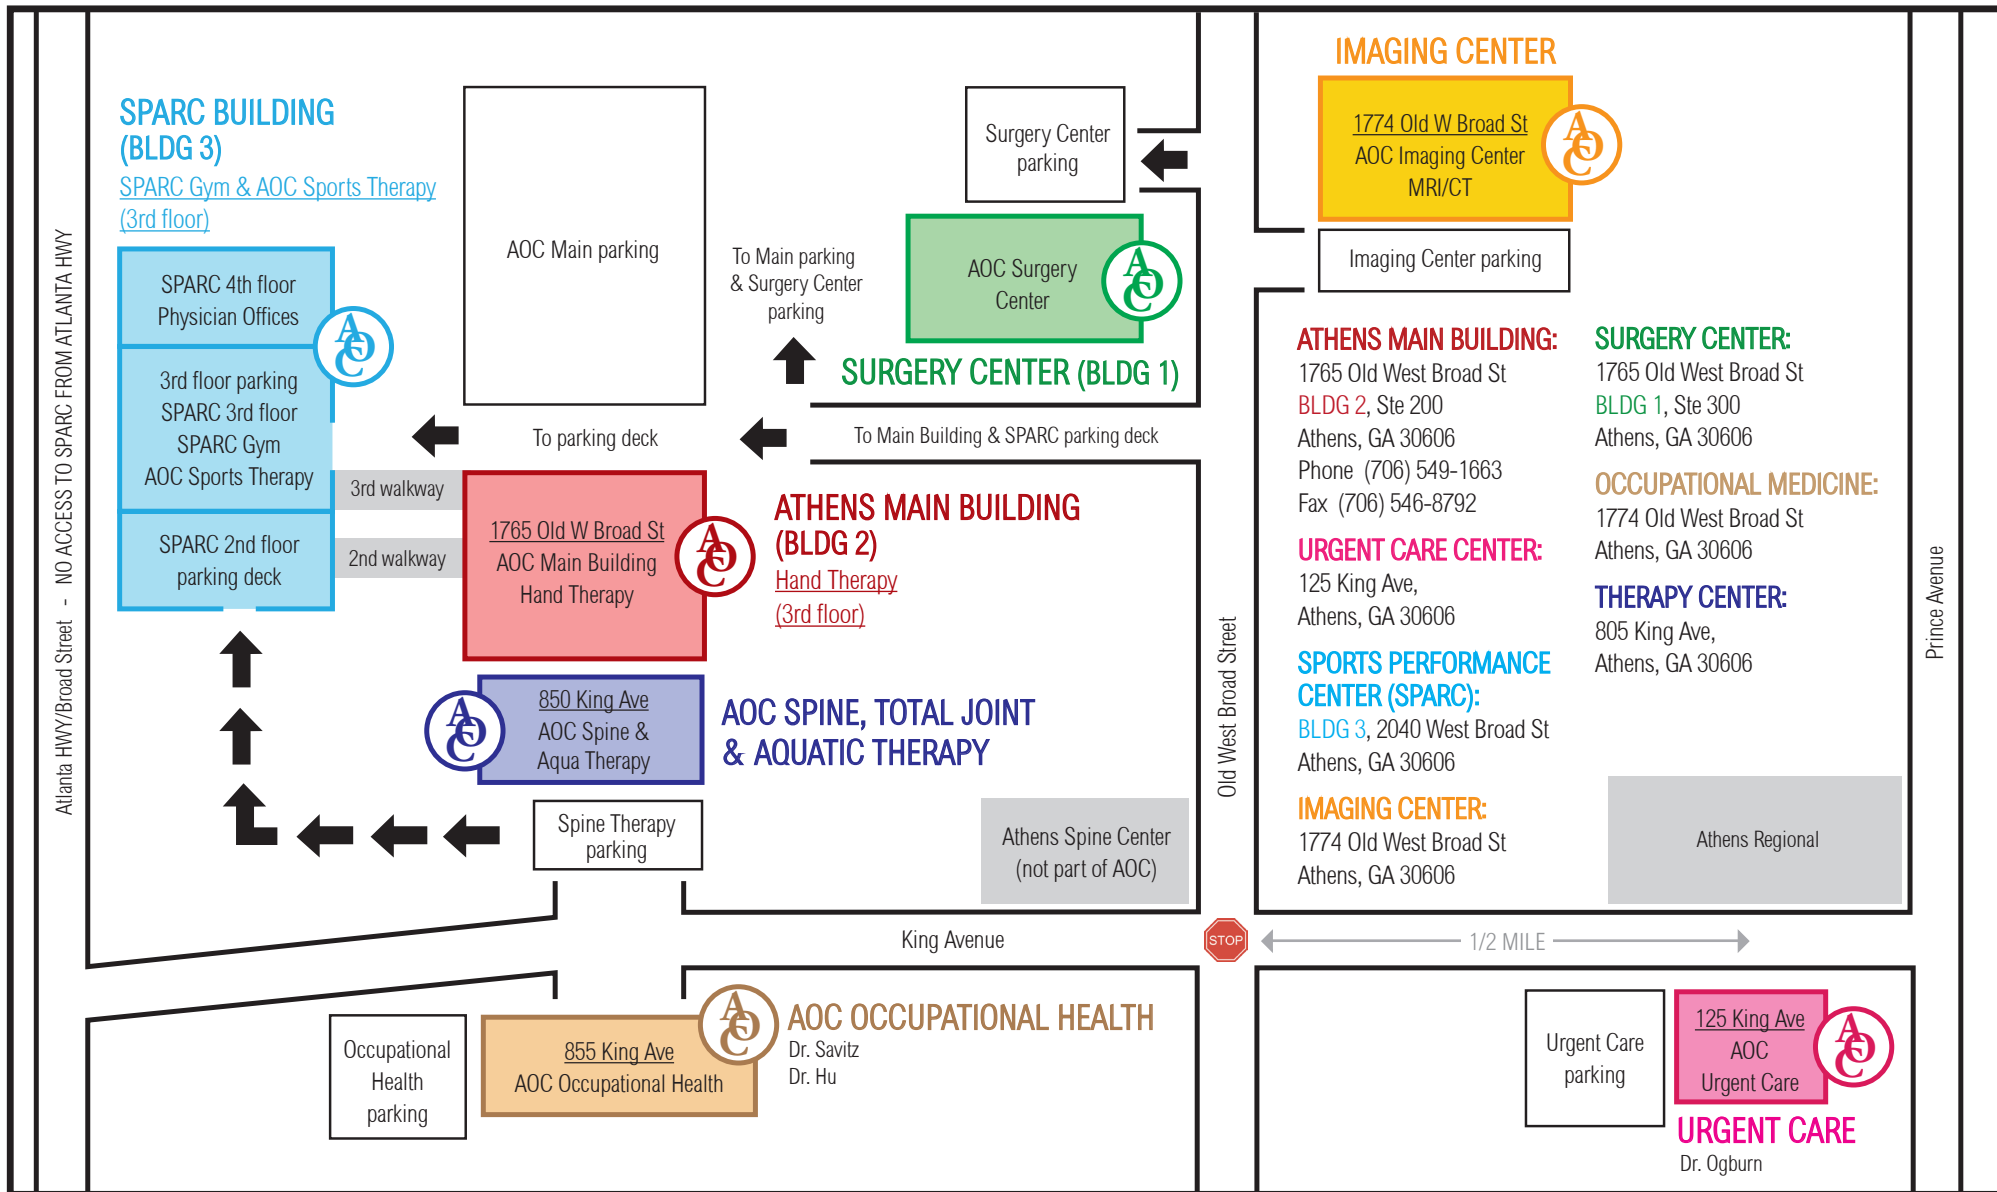 SPARC BUILDING
(BLDG 3)
SPARC Gym & AOC Sports Therapy
(3rd floor)
SPARC 4th floor
Physician Offices
3rd floor parking
SPARC 3rd floor
SPARC Gym
AOC Sports Therapy
SPARC 2nd floor
parking deck
AOC
Atlanta HWY/Broad Street - NO ACCESS TO SPARC FROM ATLANTA HWY
AOC Main parking
To parking deck
3rd walkway
2nd walkway
To Main parking
& Surgery Center
parking
Surgery Center
parking
AOC Surgery
Center
AOC
SURGERY CENTER (BLDG 1)
To Main Building & SPARC parking deck
1765 Old W Broad St
AOC Main Building
Hand Therapy
AOC
ATHENS MAIN BUILDING
(BLDG 2)
Hand Therapy
(3rd floor)
850 King Ave
AOC Spine &
Aqua Therapy
AOC
AOC SPINE, TOTAL JOINT
& AQUATIC THERAPY
Spine Therapy
parking
Athens Spine Center
(not part of AOC)
Old West Broad Street
IMAGING CENTER
1774 Old W Broad St
AOC Imaging Center
MRI/CT
AOC
Imaging Center parking
ATHENS MAIN BUILDING:
1765 Old West Broad St
BLDG 2, Ste 200
Athens, GA 30606
Phone (706) 549-1663
Fax (706) 546-8792
URGENT CARE CENTER:
125 King Ave,
Athens, GA 30606
SPORTS PERFORMANCE
CENTER (SPARC):
BLDG 3, 2040 West Broad St
Athens, GA 30606
IMAGING CENTER:
1774 Old West Broad St
Athens, GA 30606
SURGERY CENTER:
1765 Old West Broad St
BLDG 1, Ste 300
Athens, GA 30606
OCCUPATIONAL MEDICINE:
1774 Old West Broad St
Athens, GA 30606
THERAPY CENTER:
805 King Ave,
Athens, GA 30606
Athens Regional
Prince Avenue
King Avenue
STOP
1/2 MILE
Occupational
Health
parking
855 King Ave
AOC Occupational Health
AOC
AOC OCCUPATIONAL HEALTH
Dr. Savitz
Dr. Hu
Urgent Care
parking
125 King Ave
AOC
Urgent Care
AOC
URGENT CARE
Dr. Ogburn